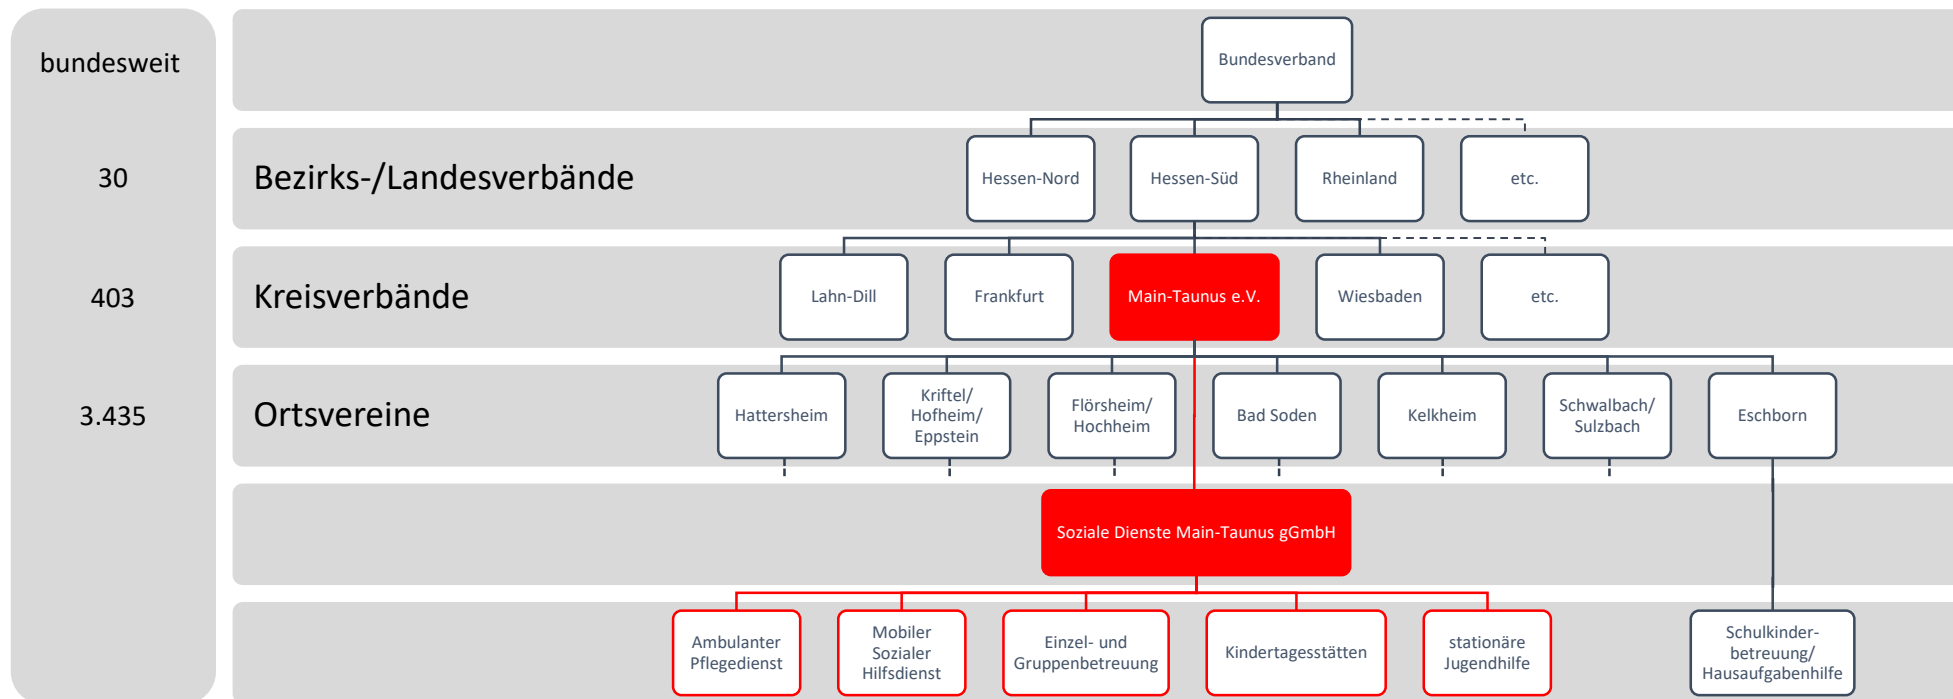 bundesweit
Bundesverband
30
Bezirks-/Landesverbände
Hessen-Nord
Hessen-Süd
Rheinland
etc.
403
Kreisverbände
Lahn-Dill
Frankfurt
Main-Taunus e.V.
Wiesbaden
etc.
3.435
Ortsvereine
Hattersheim
Kriftel/
Hofheim/
Eppstein
Flörsheim/
Hochheim
Bad Soden
Kelkheim
Schwalbach/
Sulzbach
Eschborn
Soziale Dienste Main-Taunus gGmbH
Ambulanter
Pflegedienst
Mobiler
Sozialer
Hilfsdienst
Einzel- und
Gruppenbetreuung
Kindertagesstätten
stationäre
Jugendhilfe
Schulkinder-
betreuung/
Hausaufgabenhilfe